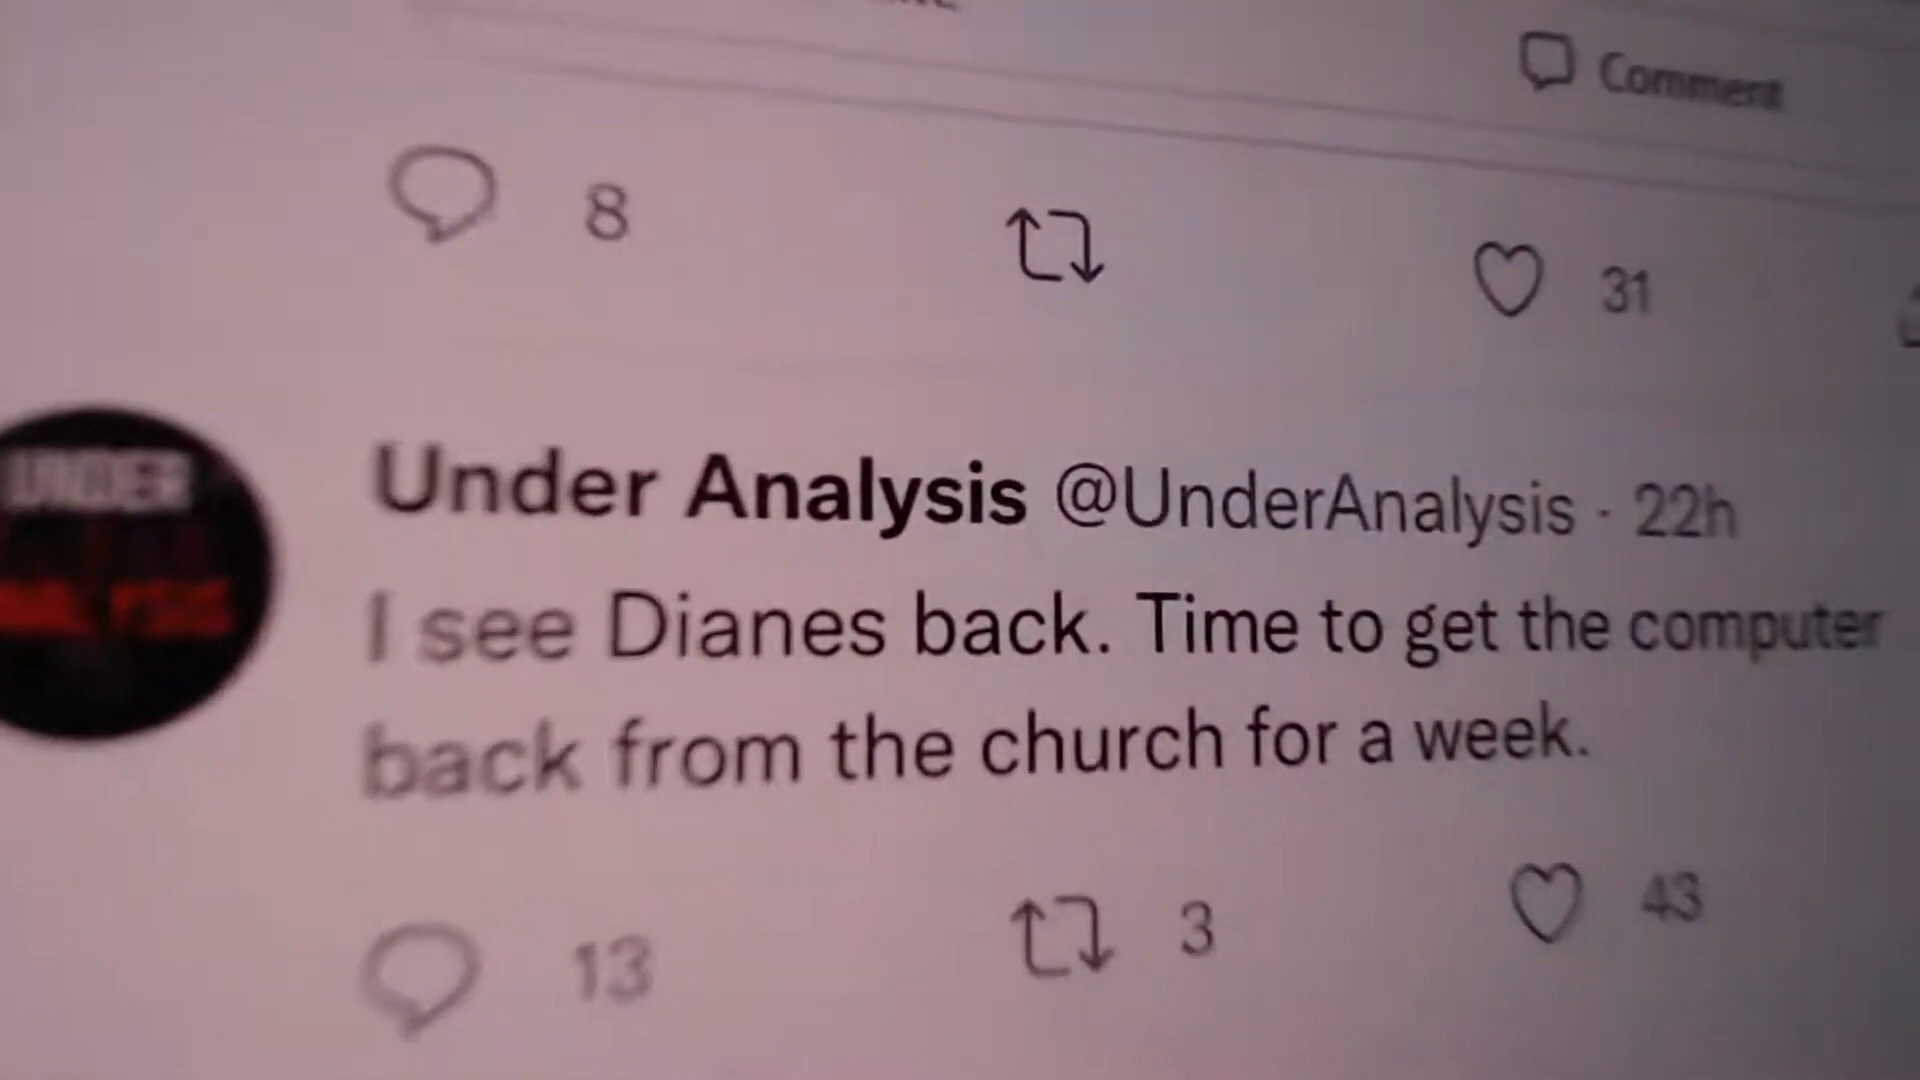 Comment
8
31
UNDER
Under Analysis @UnderAnalysis · 22h
I see Dianes back. Time to get the computer
back from the church for a week.
13 3 43